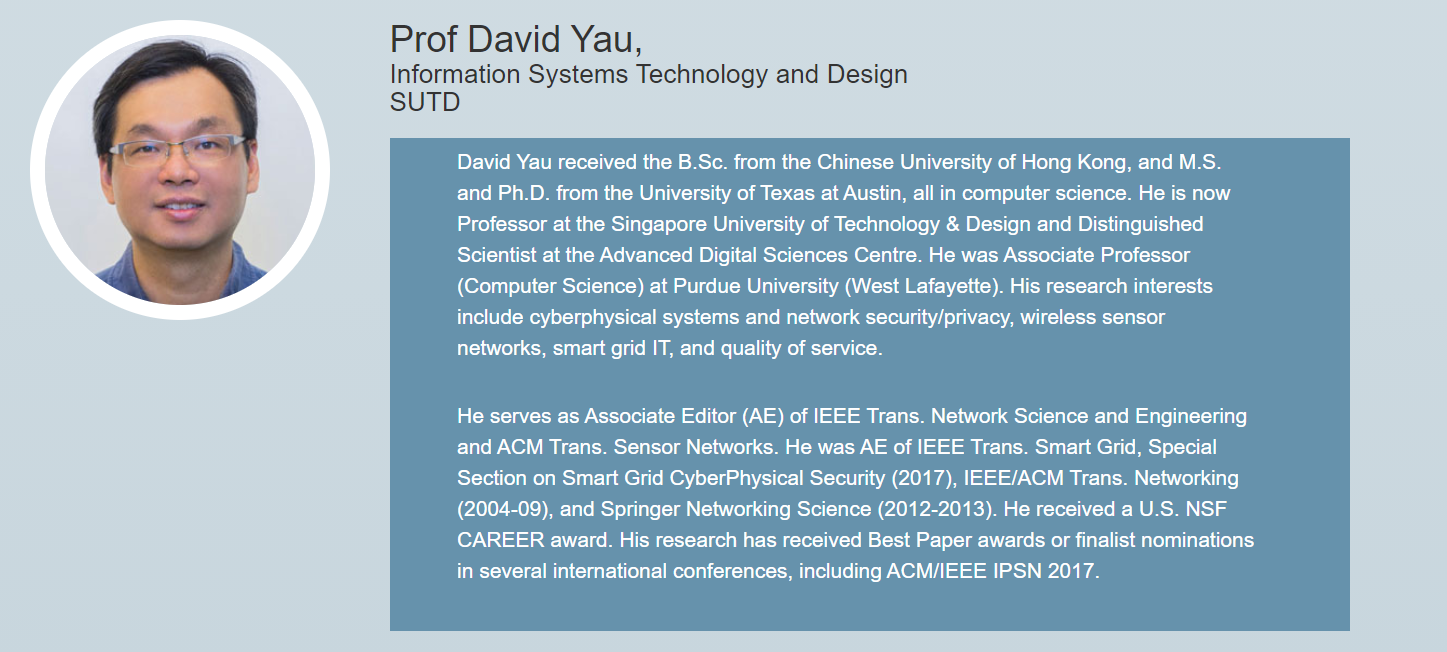 Prof David Yau,
Information Systems Technology and Design
SUTD
David Yau received the B.Sc. from the Chinese University of Hong Kong, and M.S.
and Ph.D. from the University of Texas at Austin, all in computer science. He is now
Professor at the Singapore University of Technology & Design and Distinguished
Scientist at the Advanced Digital Sciences Centre. He was Associate Professor
(Computer Science) at Purdue University (West Lafayette). His research interests
include cyberphysical systems and network security/privacy, wireless sensor
networks, smart grid IT, and quality of service.
He serves as Associate Editor (AE) of IEEE Trans. Network Science and Engineering
and ACM Trans. Sensor Networks. He was AE of IEEE Trans. Smart Grid, Special
Section on Smart Grid CyberPhysical Security (2017), IEEE/ACM Trans. Networking
(2004-09), and Springer Networking Science (2012-2013). He received a U.S. NSF
CAREER award. His research has received Best Paper awards or finalist nominations
in several international conferences, including ACM/IEEE IPSN 2017.